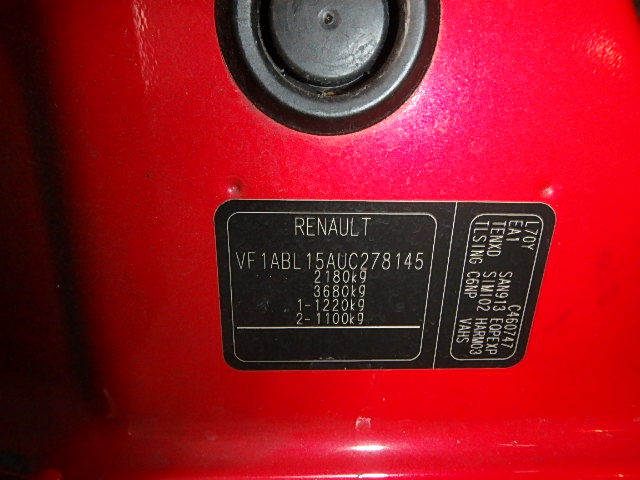 RENAULT
VF1ABL15AUC278145
2180kg
3680kg
1-1220kg
2-1100kg
L70Y C460747
EA1 SAN913 EQPEXP
TENXD SIM102 HARM03
TLSING C6NP VAHS